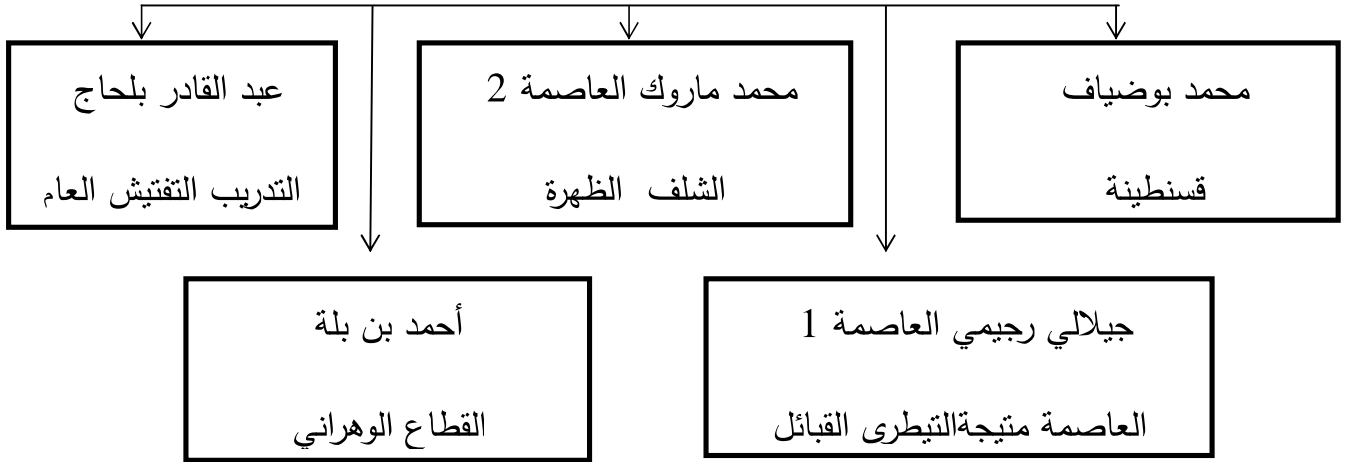 محمد بوضياف
قسنطينة
محمد ماروك العاصمة 2
الشلف الظهرة
عبد القادر بلحاج
التدريب التفتيش العام
جيلالي رجيمي العاصمة 1
العاصمة متيجةالتيطرى القبائل
أحمد بن بلة
القطاع الوهراني